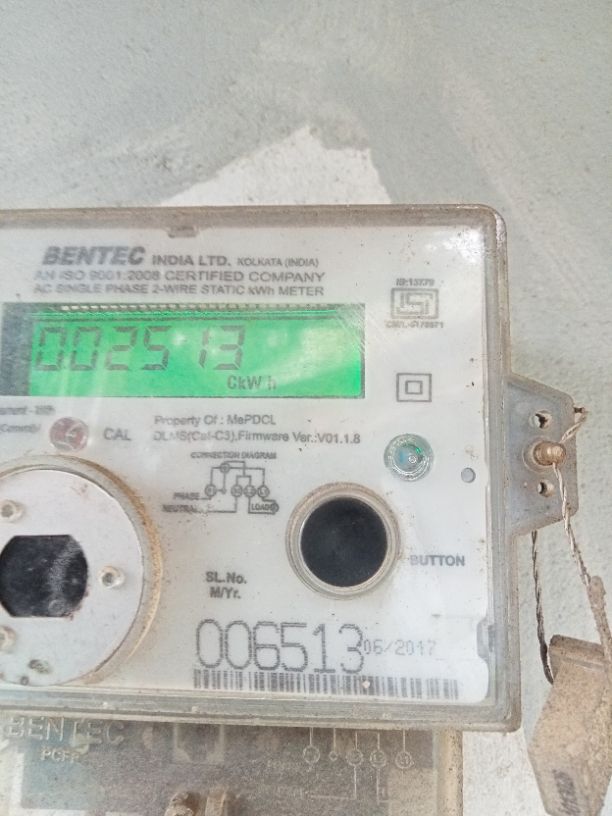 BENTEC INDIA LTD. KOLKATA (INDIA)
AN ISO 9001:2008 CERTIFIED COMPANY
AC SINGLE PHASE 2-WIRE STATIC kWh METER
002513
CkWh
CAL
Property Of : MePDCL
DLMS(Cat-C3),Firmware Ver.:V01.1.8
CONNECTION DIAGRAM
PHASE
NEUTRAL
LOAD
BUTTON
SL.No.
M/Yr.
006513 06/2017
BENTEC